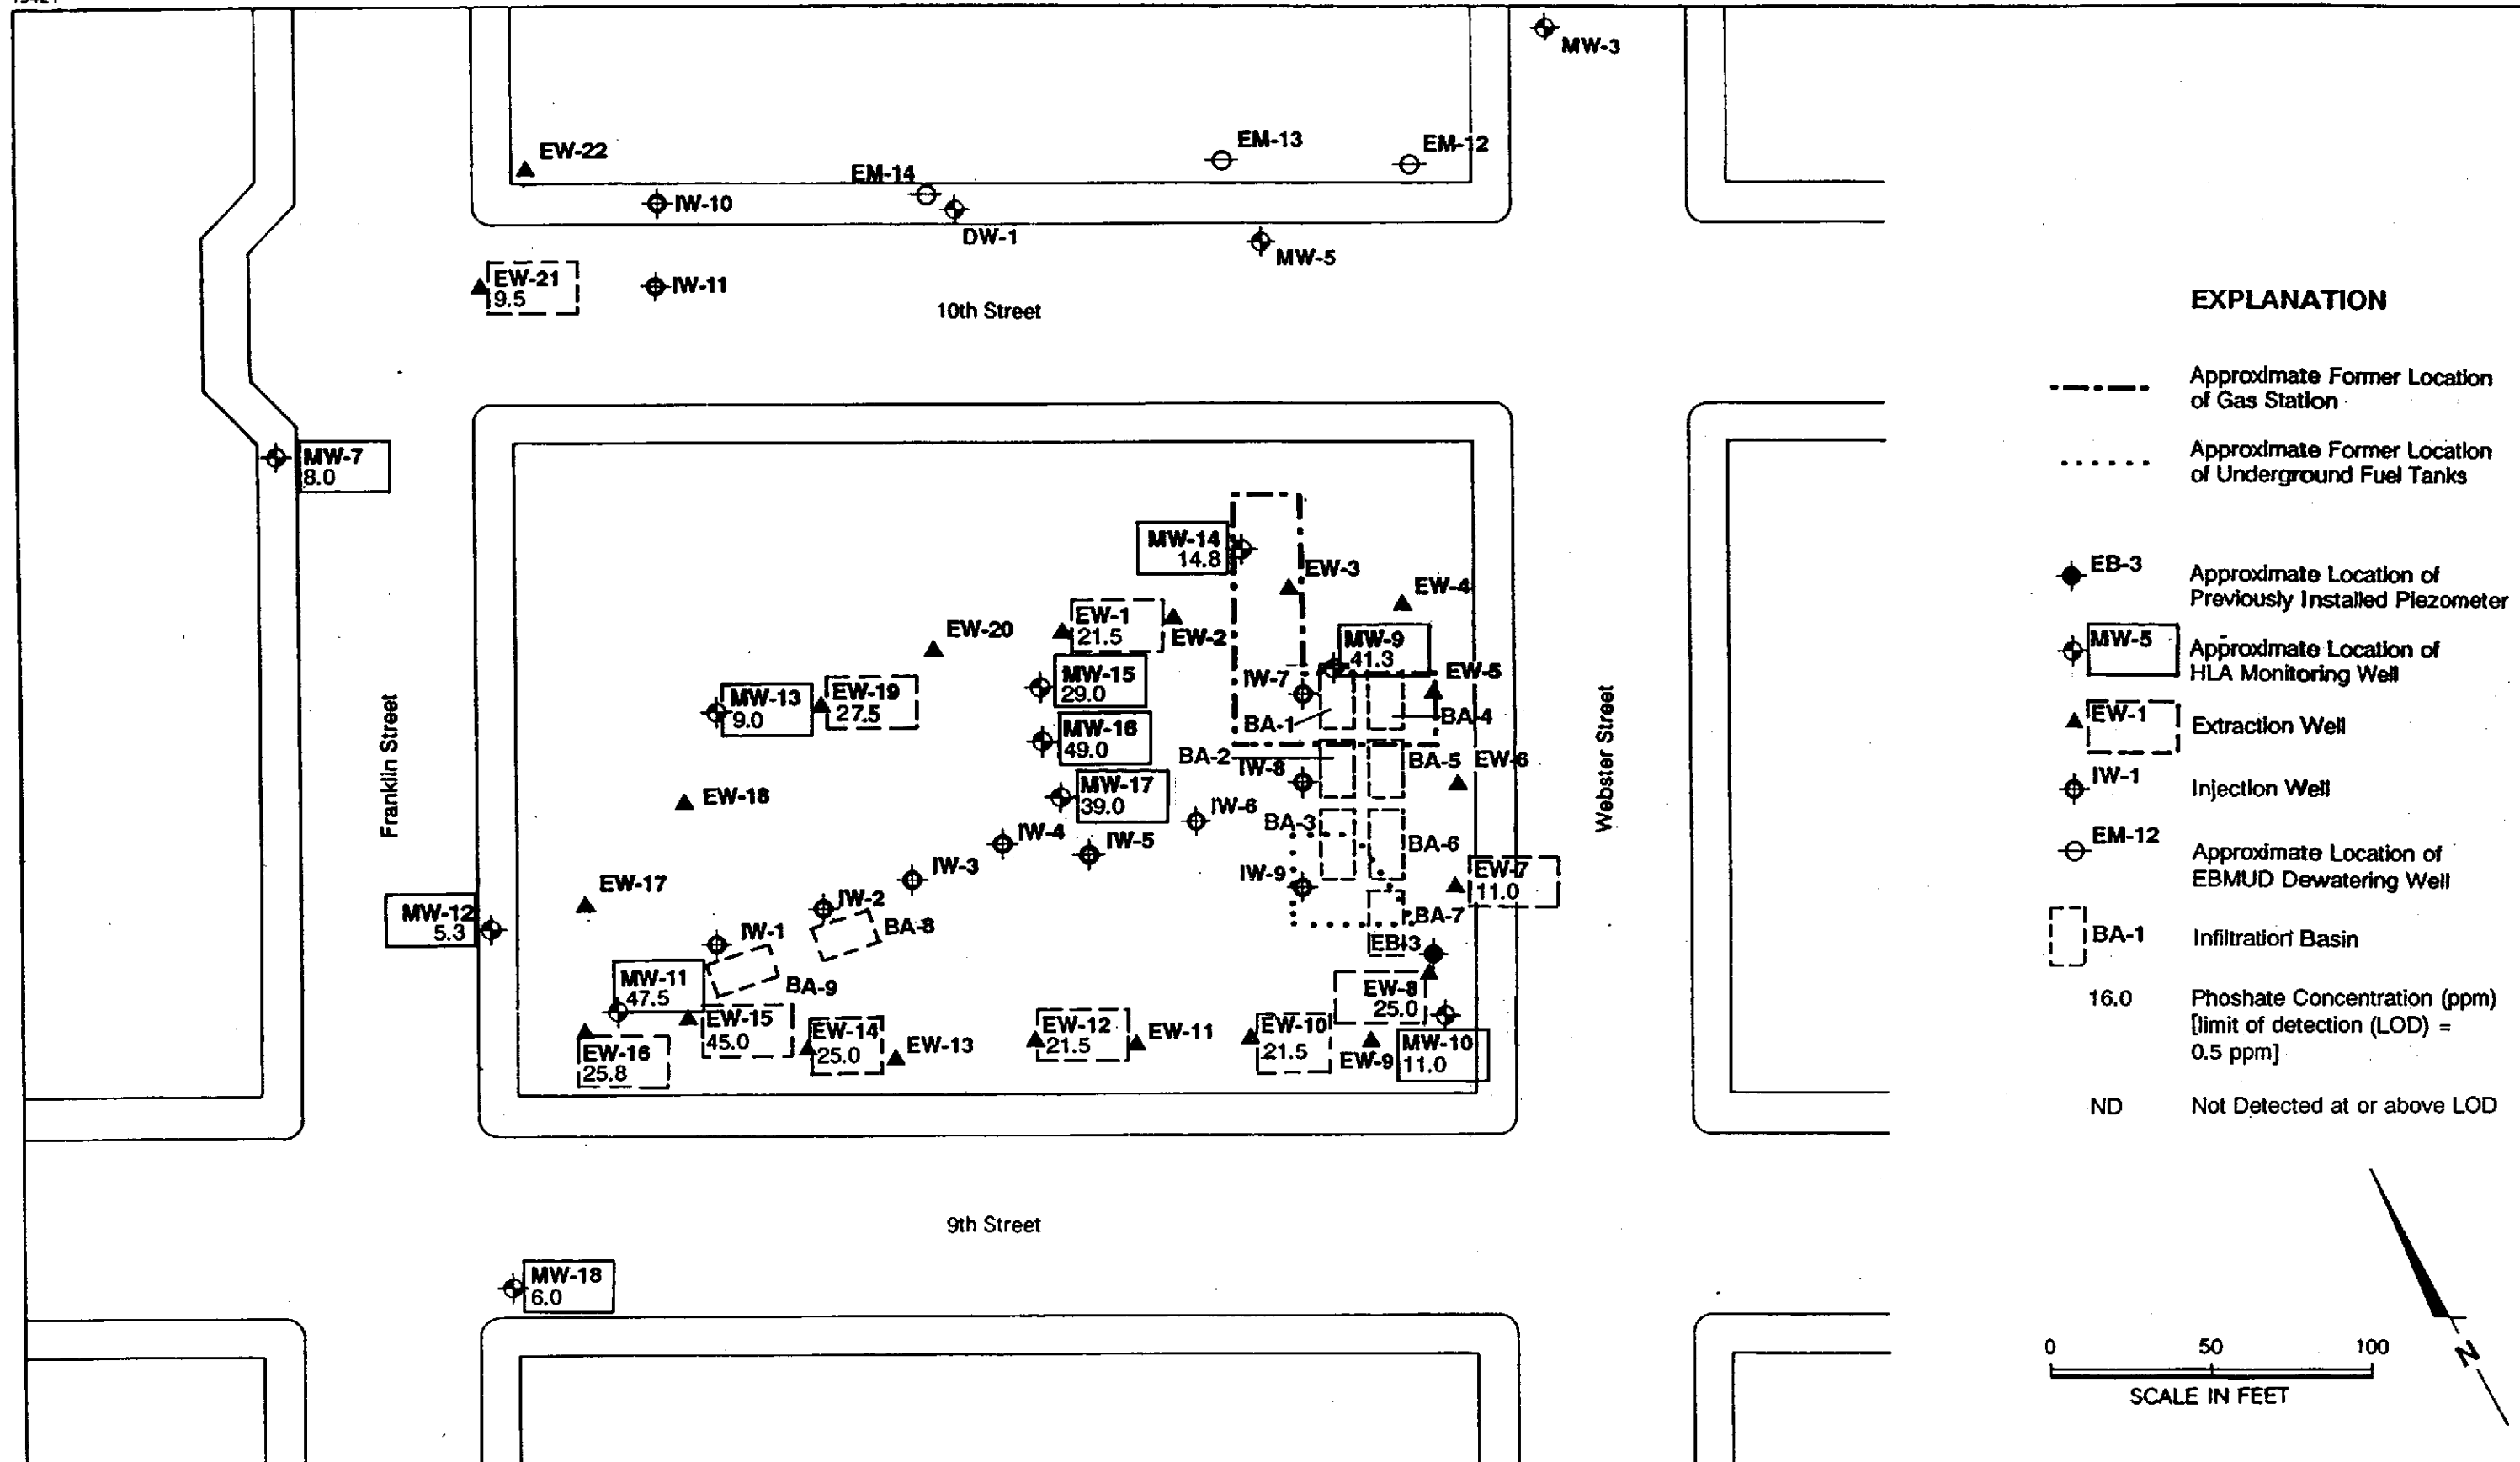 MW-3
EM-13
EM-12
EW-22
EM-14
IW-10
DW-1
MW-5
EW-21
9.5
IW-11
10th Street
MW-7
8.0
MW-14
14.8
EW-3
EW-4
EW-1
21.5
EW-2
EW-20
MW-9
41.3
MW-15
29.0
IW-7
EW-5
MW-13
9.0
EW-19
27.5
BA-1
BA-4
MW-16
49.0
BA-2
IW-8
BA-5
EW-6
Franklin Street
Webster Street
EW-18
MW-17
39.0
IW-6
BA-3
IW-4
IW-5
BA-6
IW-3
IW-9
EW-7
11.0
EW-17
MW-12
5.3
IW-2
BA-8
BA-7
IW-1
EB-3
MW-11
47.5
BA-9
EW-8
25.0
EW-15
45.0
EW-14
25.0
EW-13
EW-12
21.5
EW-11
EW-10
21.5
EW-9
MW-10
11.0
EW-16
25.8
9th Street
MW-18
6.0
EXPLANATION
Approximate Former Location
of Gas Station
Approximate Former Location
of Underground Fuel Tanks
EB-3
Approximate Location of
Previously Installed Piezometer
MW-5
Approximate Location of
HLA Monitoring Well
EW-1
Extraction Well
IW-1
Injection Well
EM-12
Approximate Location of
EBMUD Dewatering Well
BA-1
Infiltration Basin
16.0
Phoshate Concentration (ppm)
[limit of detection (LOD) =
0.5 ppm]
ND
Not Detected at or above LOD
0 50 100
SCALE IN FEET
N